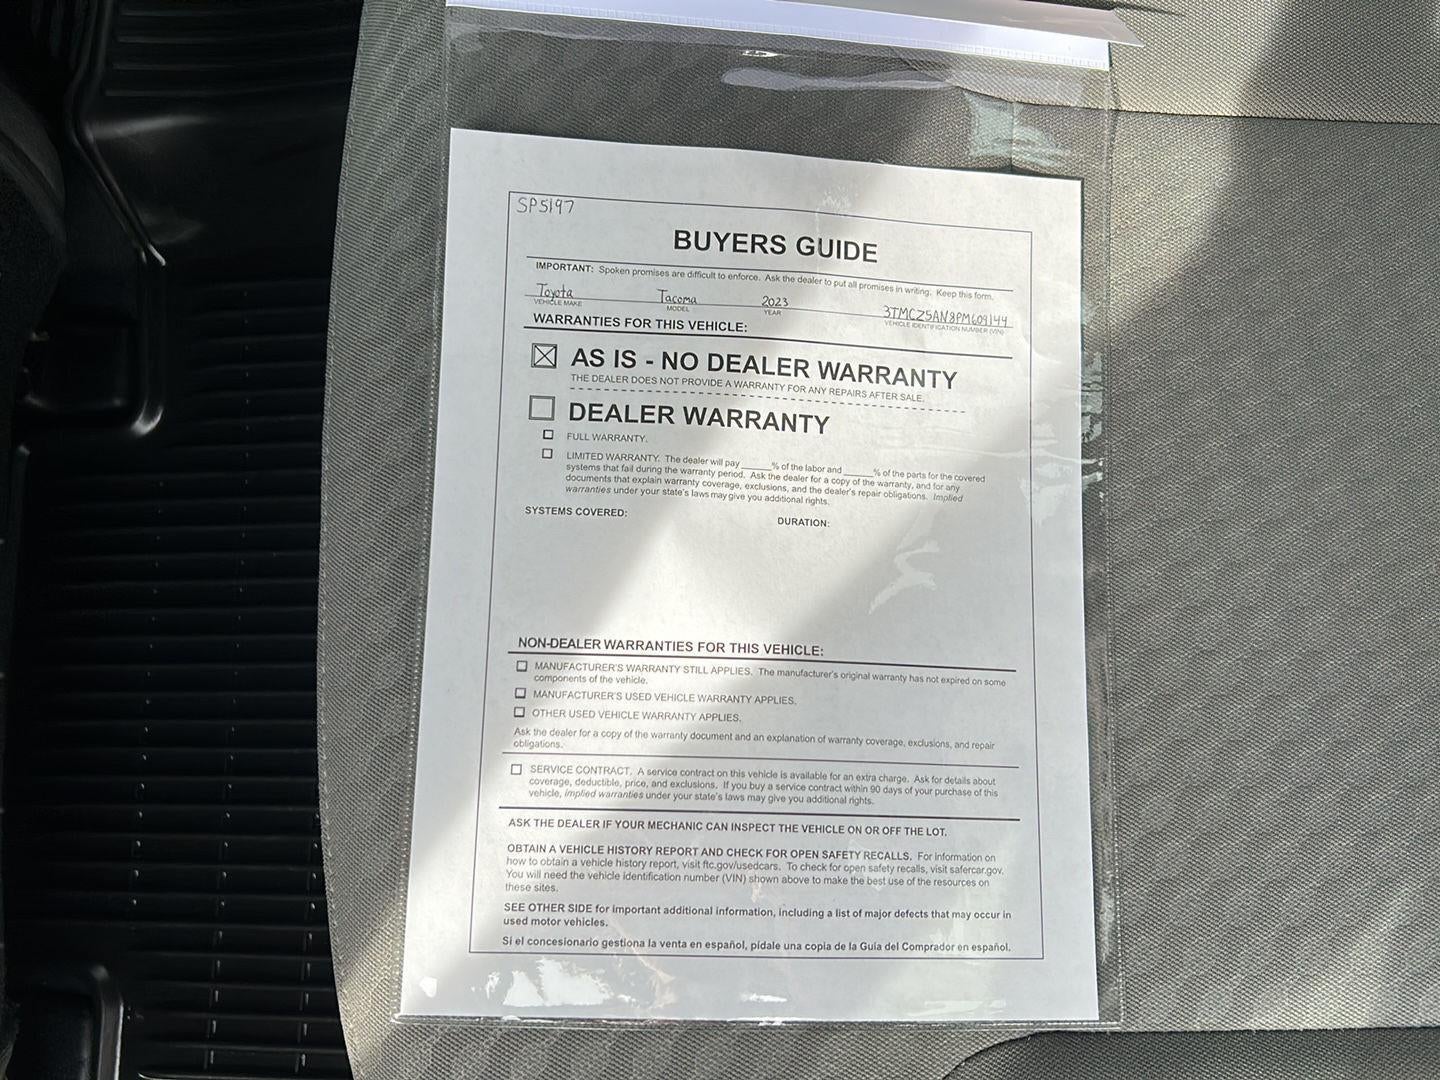 SP5197
BUYERS GUIDE
IMPORTANT: Spoken promises are difficult to enforce. Ask the dealer to put all promises in writing. Keep this form.
Toyota Tacoma 2023 3TMCZ5AN8PM609144
VEHICLE MAKE MODEL YEAR VEHICLE IDENTIFICATION NUMBER (VIN)
WARRANTIES FOR THIS VEHICLE:
AS IS - NO DEALER WARRANTY
THE DEALER DOES NOT PROVIDE A WARRANTY FOR ANY REPAIRS AFTER SALE.
DEALER WARRANTY
FULL WARRANTY.
LIMITED WARRANTY. The dealer will pay ______% of the labor and ______% of the parts for the covered
systems that fail during the warranty period. Ask the dealer for a copy of the warranty, and for any
documents that explain warranty coverage, exclusions, and the dealer's repair obligations. Implied
warranties under your state's laws may give you additional rights.
SYSTEMS COVERED: DURATION:
NON-DEALER WARRANTIES FOR THIS VEHICLE:
MANUFACTURER'S WARRANTY STILL APPLIES. The manufacturer's original warranty has not expired on some
components of the vehicle.
MANUFACTURER'S USED VEHICLE WARRANTY APPLIES.
OTHER USED VEHICLE WARRANTY APPLIES.
Ask the dealer for a copy of the warranty document and an explanation of warranty coverage, exclusions, and repair
obligations.
SERVICE CONTRACT. A service contract on this vehicle is available for an extra charge. Ask for details about
coverage, deductible, price, and exclusions. If you buy a service contract within 90 days of your purchase of this
vehicle, implied warranties under your state's laws may give you additional rights.
ASK THE DEALER IF YOUR MECHANIC CAN INSPECT THE VEHICLE ON OR OFF THE LOT.
OBTAIN A VEHICLE HISTORY REPORT AND CHECK FOR OPEN SAFETY RECALLS. For information on
how to obtain a vehicle history report, visit ftc.gov/usedcars. To check for open safety recalls, visit safercar.gov.
You will need the vehicle identification number (VIN) shown above to make the best use of the resources on
these sites.
SEE OTHER SIDE for important additional information, including a list of major defects that may occur in
used motor vehicles.
Si el concesionario gestiona la venta en español, pídale una copia de la Guía del Comprador en español.